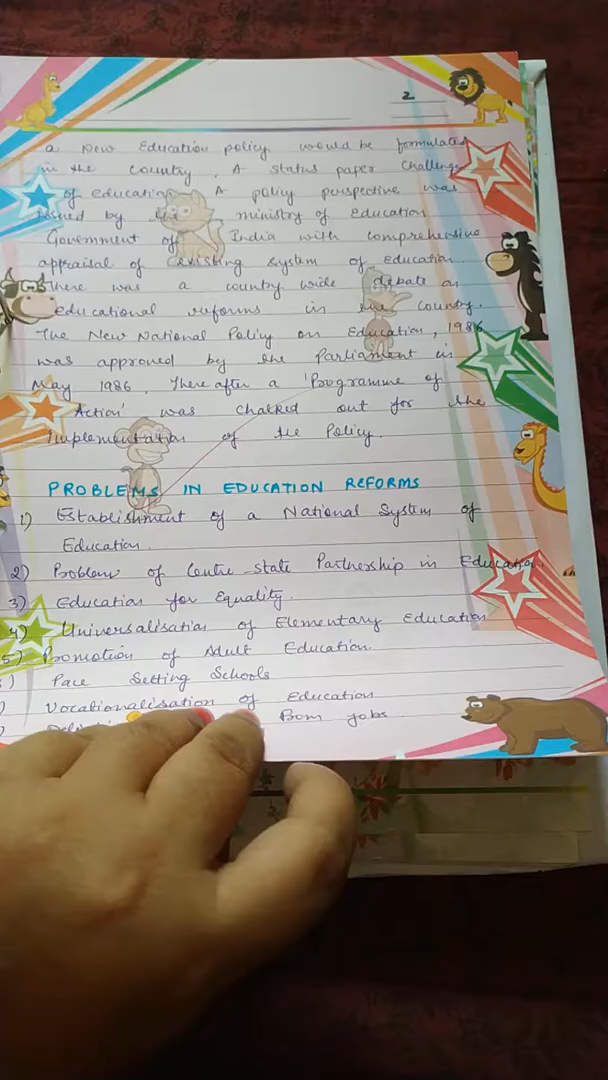 2
a New Education policy would be formulated
in the country. A status paper Challenge
of education A policy perspective was
issued by the ministry of education
Government of India with comprehensive
appraisal of existing System of education.
There was a country wide debate on
educational reforms in the country.
The New National Policy on Education, 1986
was approved by the Parliament in
May 1986. There after a 'Programme of
Action' was chalked out for the
implementation of the Policy.
PROBLEMS IN EDUCATION REFORMS
1) Establishment of a National System of
Education.
2) Problem of Centre-state Partnership in Education.
3) Education for Equality.
4) Universalisation of Elementary Education
5) Promotion of Adult Education
) Pace Setting Schools
) Vocationalisation of Education
) from jobs